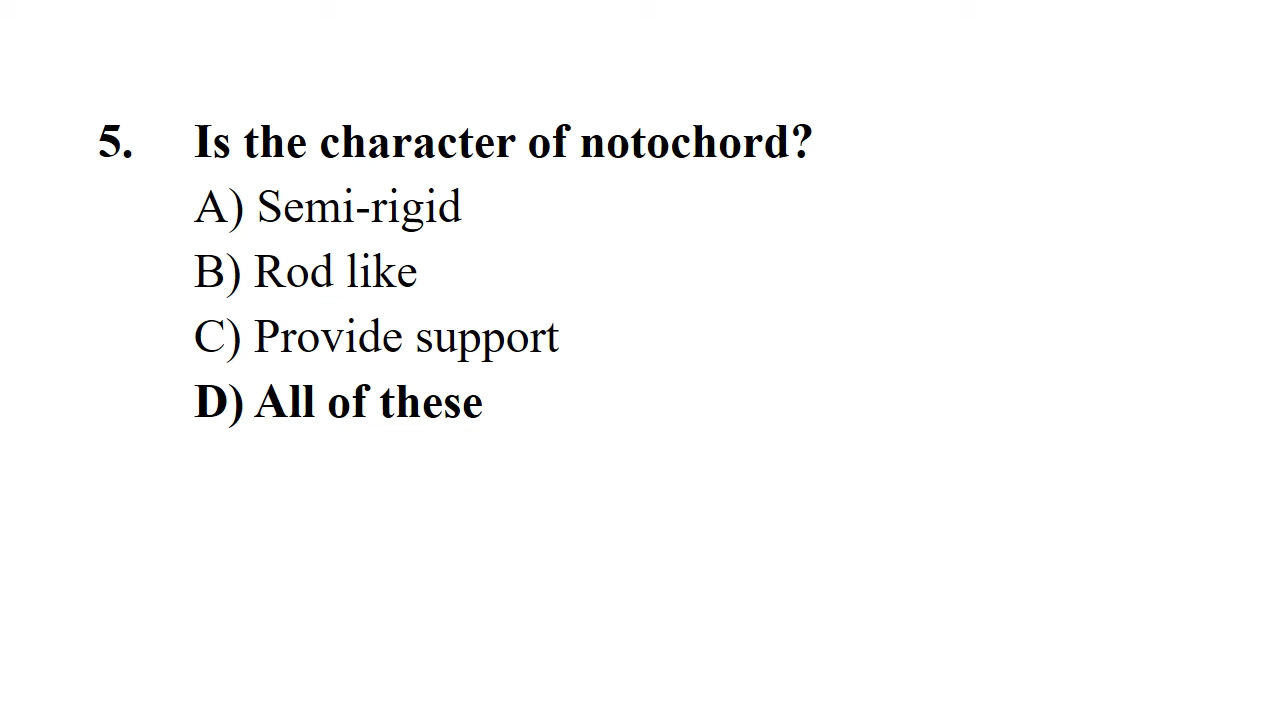 5. Is the character of notochord?
A) Semi-rigid
B) Rod like
C) Provide support
D) All of these